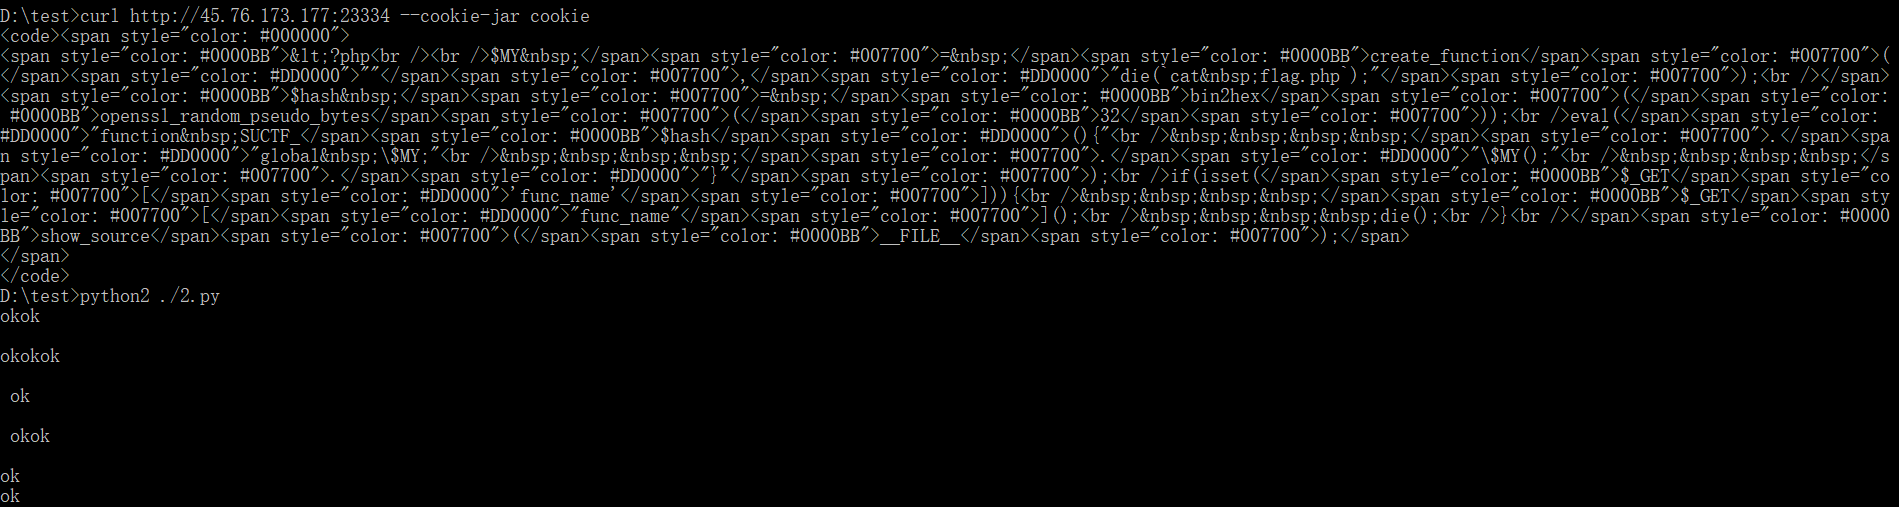 D:\test>curl http://45.76.173.177:23334 --cookie-jar cookie
<code><span style="color: #000000">
<span style="color: #0000BB">&lt;?php<br /><br />$MY&nbsp;</span><span style="color: #007700">=&nbsp;</span><span style="color: #0000BB">create_function</span><span style="color: #007700">(
</span><span style="color: #DD0000">""</span><span style="color: #007700">,</span><span style="color: #DD0000">"die(`cat&nbsp;flag.php`);"</span><span style="color: #007700">);<br /></span>
<span style="color: #0000BB">$hash&nbsp;</span><span style="color: #007700">=&nbsp;</span><span style="color: #0000BB">bin2hex</span><span style="color: #007700">(</span><span style="color:
 #0000BB">openssl_random_pseudo_bytes</span><span style="color: #007700">(</span><span style="color: #0000BB">32</span><span style="color: #007700">));<br />eval(</span><span style="color:
#DD0000">"function&nbsp;SUCTF_</span><span style="color: #0000BB">$hash</span><span style="color: #DD0000">(){"<br />&nbsp;&nbsp;&nbsp;&nbsp;</span><span style="color: #007700">.</span><spa
n style="color: #DD0000">"global&nbsp;\$MY;"<br />&nbsp;&nbsp;&nbsp;&nbsp;</span><span style="color: #007700">.</span><span style="color: #DD0000">"\$MY();"<br />&nbsp;&nbsp;&nbsp;&nbsp;</s
pan><span style="color: #007700">.</span><span style="color: #DD0000">"}"</span><span style="color: #007700">);<br />if(isset(</span><span style="color: #0000BB">$_GET</span><span style="co
lor: #007700">[</span><span style="color: #DD0000">'func_name'</span><span style="color: #007700">])){<br />&nbsp;&nbsp;&nbsp;&nbsp;</span><span style="color: #0000BB">$_GET</span><span sty
le="color: #007700">[</span><span style="color: #DD0000">"func_name"</span><span style="color: #007700">]();<br />&nbsp;&nbsp;&nbsp;&nbsp;die();<br />}<br /></span><span style="color: #0000
BB">show_source</span><span style="color: #007700">(</span><span style="color: #0000BB">__FILE__</span><span style="color: #007700">);</span>
</span>
</code>
D:\test>python2 ./2.py
okok
okokok
ok
okok
ok
ok